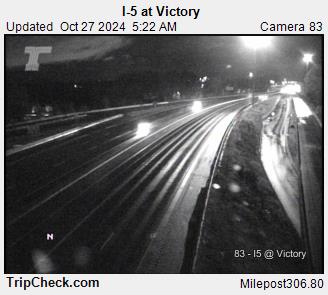 I-5 at Victory
Updated  Oct 27 2024  5:22 AM  Camera 83
T
N
83 - I5 @ Victory
TripCheck.com  Milepost306.80